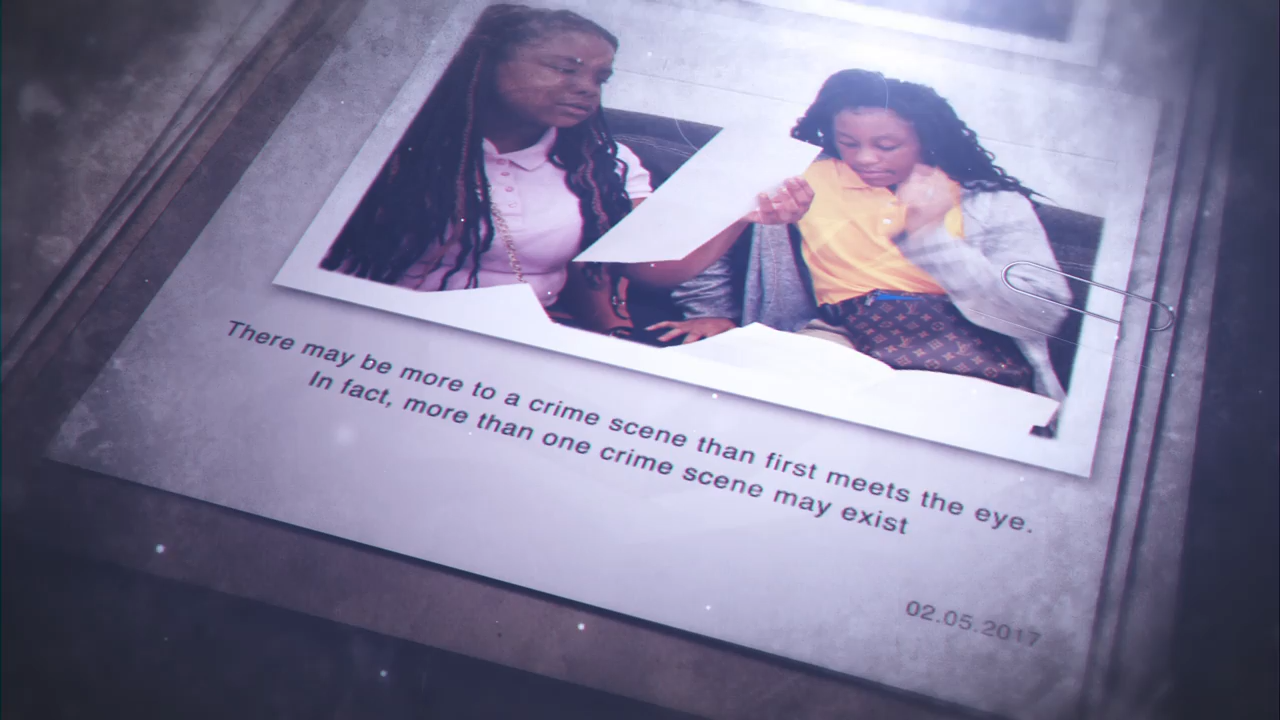 There may be more to a crime scene than first meets the eye.
In fact, more than one crime scene may exist
02.05.2017